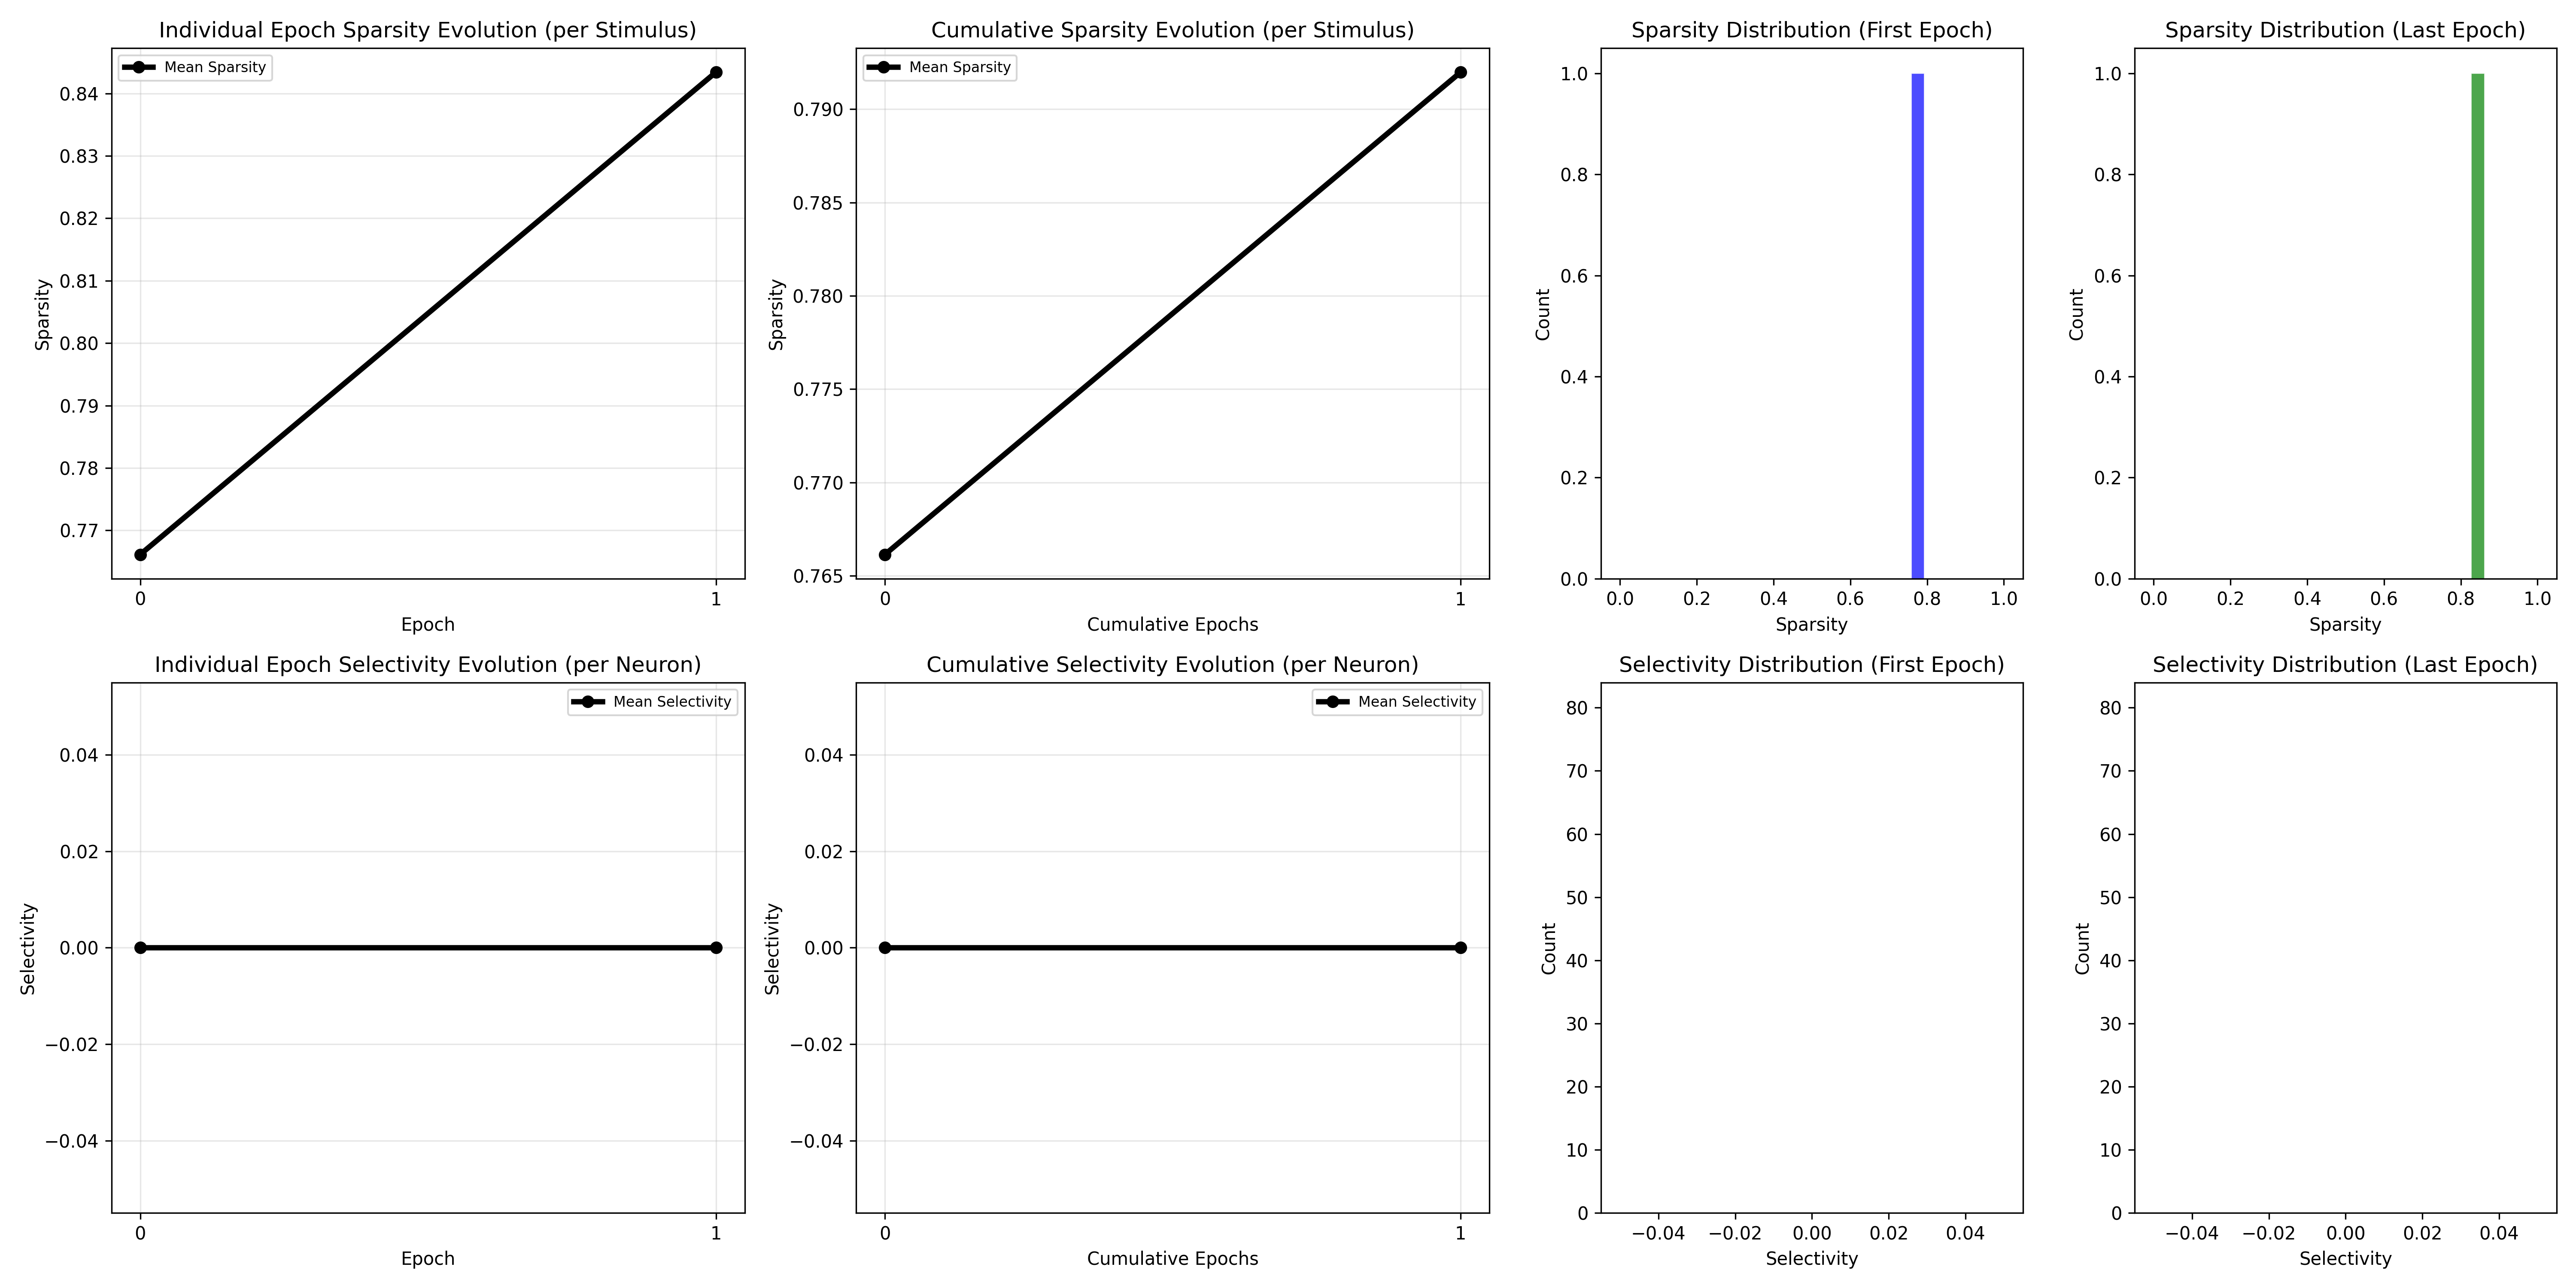 Individual Epoch Sparsity Evolution (per Stimulus)
Mean Sparsity
0.84
0.83
0.82
0.81
0.80
0.79
0.78
0.77
Sparsity
0 1
Epoch
Cumulative Sparsity Evolution (per Stimulus)
Mean Sparsity
0.790
0.785
0.780
0.775
0.770
0.765
Sparsity
0 1
Cumulative Epochs
Sparsity Distribution (First Epoch)
1.0
0.8
0.6
0.4
0.2
0.0
Count
0.0 0.2 0.4 0.6 0.8 1.0
Sparsity
Sparsity Distribution (Last Epoch)
1.0
0.8
0.6
0.4
0.2
0.0
Count
0.0 0.2 0.4 0.6 0.8 1.0
Sparsity
Individual Epoch Selectivity Evolution (per Neuron)
Mean Selectivity
0.04
0.02
0.00
−0.02
−0.04
Selectivity
0 1
Epoch
Cumulative Selectivity Evolution (per Neuron)
Mean Selectivity
0.04
0.02
0.00
−0.02
−0.04
Selectivity
0 1
Cumulative Epochs
Selectivity Distribution (First Epoch)
80
70
60
50
40
30
20
10
0
Count
−0.04 −0.02 0.00 0.02 0.04
Selectivity
Selectivity Distribution (Last Epoch)
80
70
60
50
40
30
20
10
0
Count
−0.04 −0.02 0.00 0.02 0.04
Selectivity